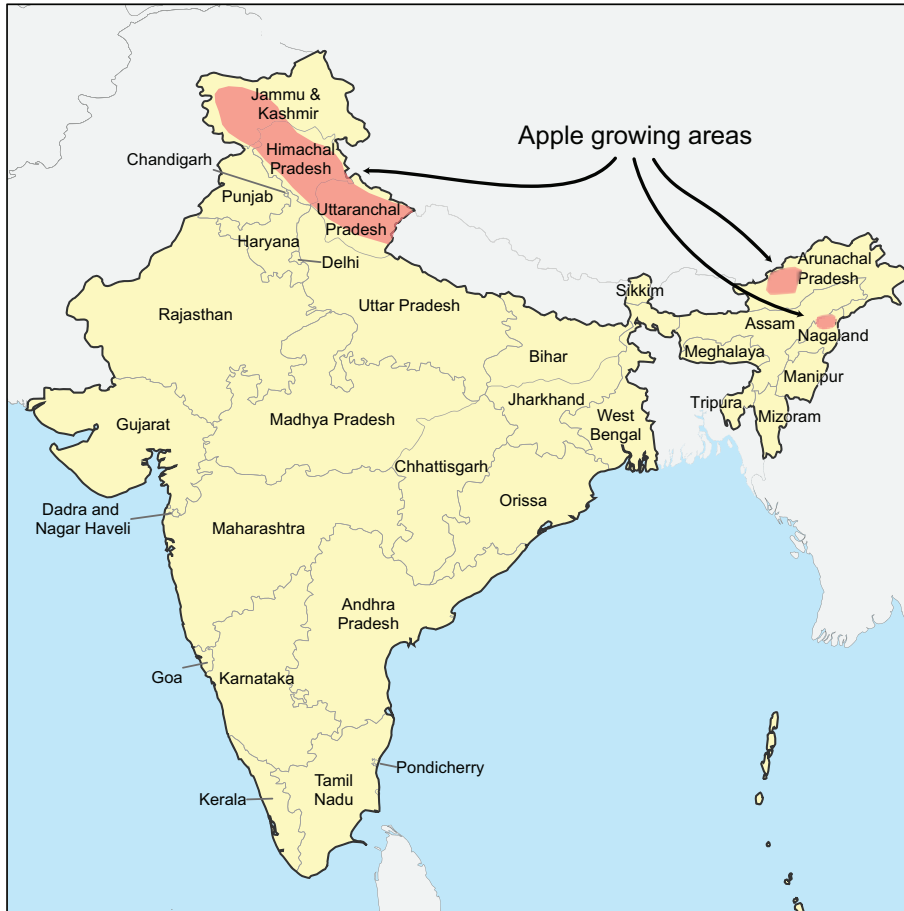 Jammu &
Kashmir
Apple growing areas
Himachal
Pradesh
Chandigarh
Punjab
Uttaranchal
Pradesh
Haryana
Delhi
Arunachal
Pradesh
Sikkim
Rajasthan
Uttar Pradesh
Assam
Nagaland
Bihar
Meghalaya
Manipur
Jharkhand
Tripura
Mizoram
Gujarat
Madhya Pradesh
West
Bengal
Chhattisgarh
Orissa
Dadra and
Nagar Haveli
Maharashtra
Andhra
Pradesh
Goa
Karnataka
Pondicherry
Tamil
Nadu
Kerala